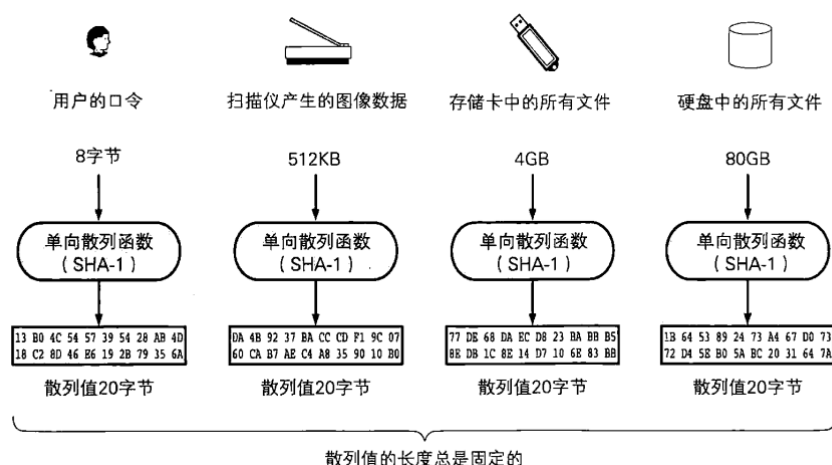 用户的口令
扫描仪产生的图像数据
存储卡中的所有文件
硬盘中的所有文件
8字节
512KB
4GB
80GB
单向散列函数
(SHA-1)
单向散列函数
(SHA-1)
单向散列函数
(SHA-1)
单向散列函数
(SHA-1)
13 B0 4C 54 57 39 54 28 AB 4D
18 C2 8D 46 E6 19 2B 79 35 6A
DA 4B 92 37 BA CC CD F1 9C 07
60 CA B7 AE C4 A8 35 90 10 B0
77 DE 68 DA EC D8 23 BA BB B5
8E DB 1C 8E 14 D7 10 6E 83 BB
1B 64 53 89 24 73 A4 67 D0 73
72 D4 5E B0 5A BC 20 31 64 7A
散列值20字节
散列值20字节
散列值20字节
散列值20字节
散列值的长度总是固定的